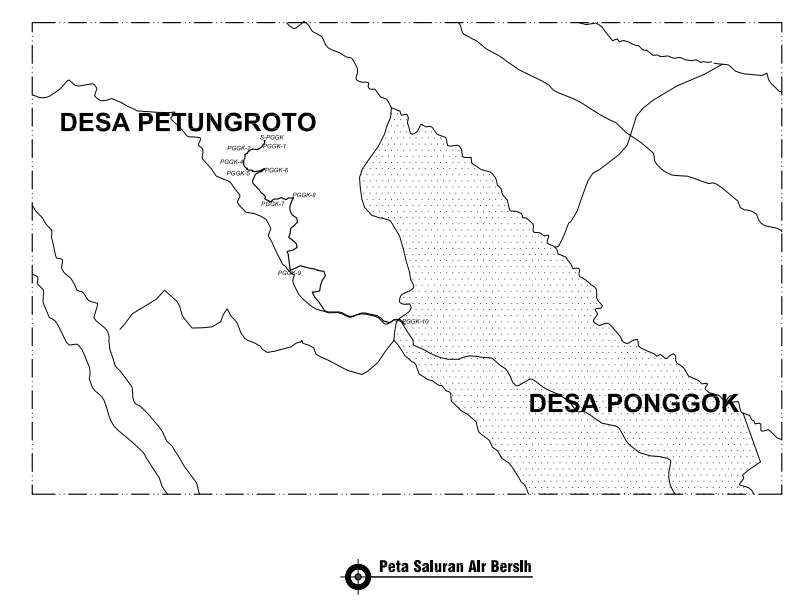 DESA PETUNGROTO
S-PGGK
PGGK-1
PGGK-2
PGGK-4
PGGK-6
PGGK-5
PGGK-8
PGGK-7
PGGK-9
PGGK-10
DESA PONGGOK
Peta Saluran Air Bersih